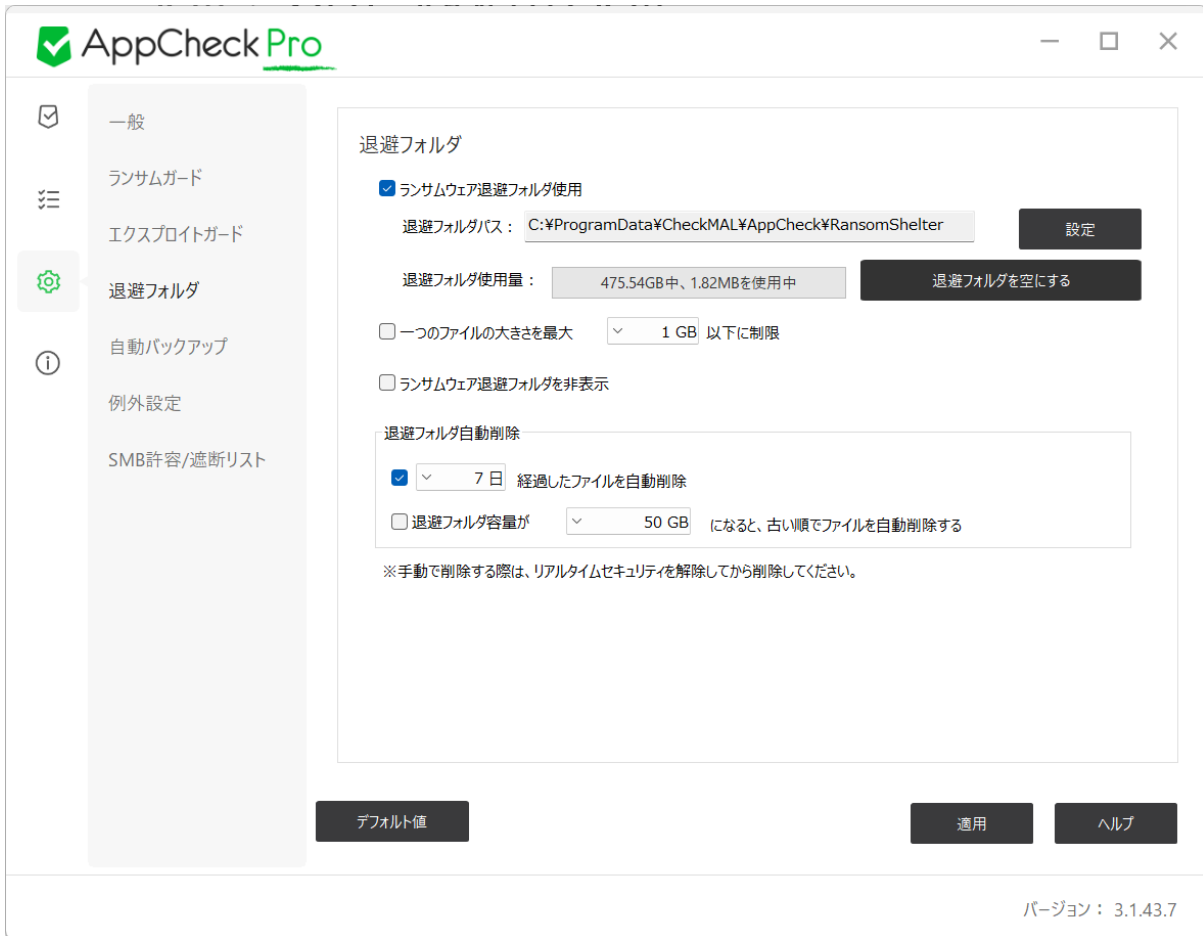 AppCheck Pro
一般
ランサムガード
エクスプロイトガード
退避フォルダ
自動バックアップ
例外設定
SMB許容/遮断リスト
退避フォルダ
ランサムウェア退避フォルダ使用
退避フォルダパス： C:¥ProgramData¥CheckMAL¥AppCheck¥RansomShelter 設定
退避フォルダ使用量： 475.54GB中、1.82MBを使用中 退避フォルダを空にする
一つのファイルの大きさを最大 1 GB 以下に制限
ランサムウェア退避フォルダを非表示
退避フォルダ自動削除
7 日 経過したファイルを自動削除
退避フォルダ容量が 50 GB になると、古い順でファイルを自動削除する
※手動で削除する際は、リアルタイムセキュリティを解除してから削除してください。
デフォルト値 適用 ヘルプ
バージョン： 3.1.43.7